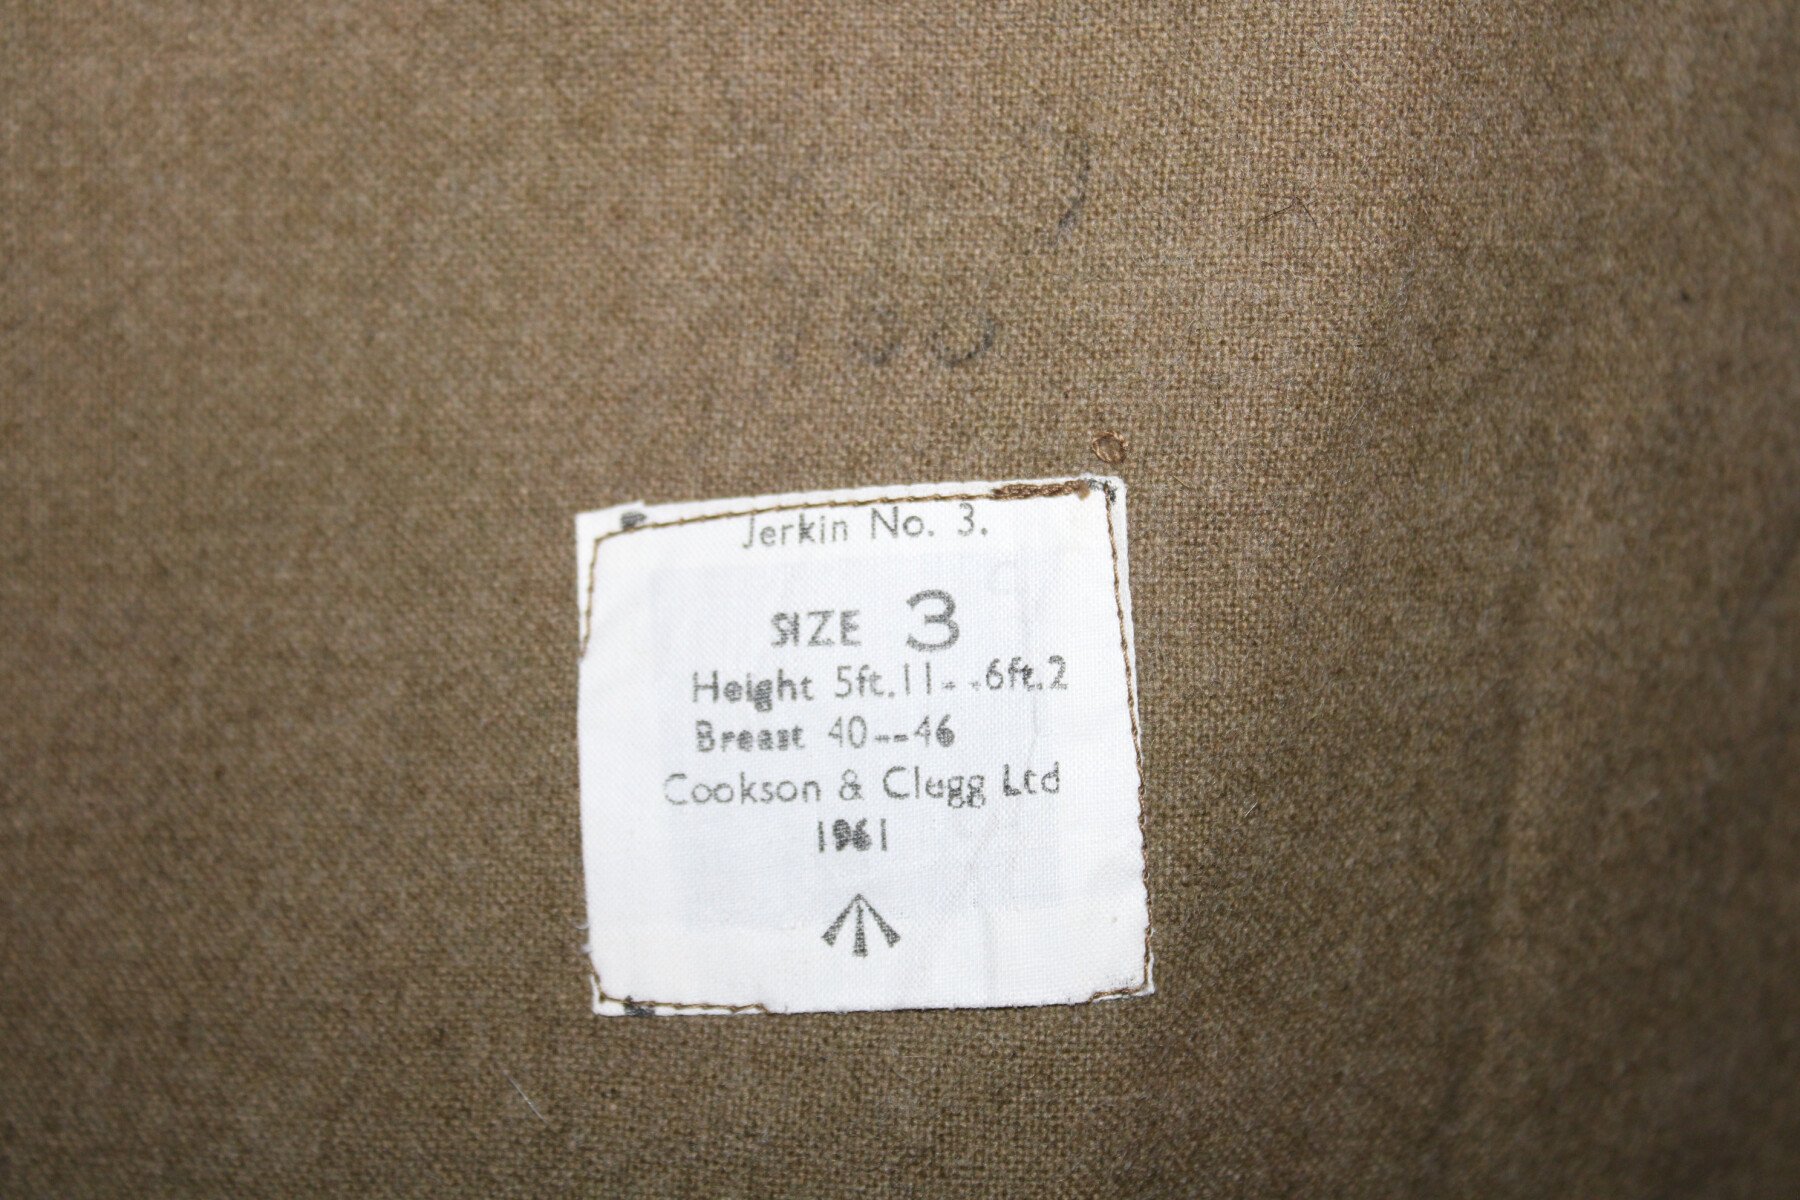 Jerkin No. 3.
SIZE 3
Height 5ft.11--6ft.2
Breast 40--46
Cookson & Clegg Ltd
1961